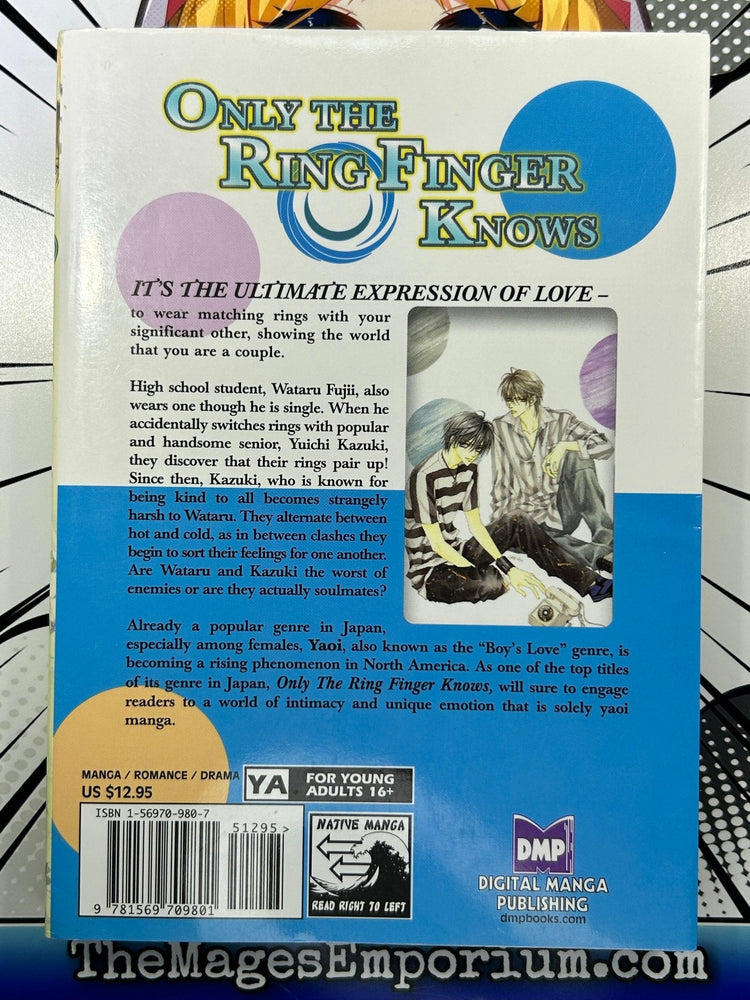 ONLY THE
RING FINGER
KNOWS
IT'S THE ULTIMATE EXPRESSION OF LOVE –
to wear matching rings with your
significant other, showing the world
that you are a couple.
High school student, Wataru Fujii, also
wears one though he is single. When he
accidentally switches rings with popular
and handsome senior, Yuichi Kazuki,
they discover that their rings pair up!
Since then, Kazuki, who is known for
being kind to all becomes strangely
harsh to Wataru. They alternate between
hot and cold, as in between clashes they
begin to sort their feelings for one another.
Are Wataru and Kazuki the worst of
enemies or are they actually soulmates?
Already a popular genre in Japan,
especially among females, Yaoi, also known as the “Boy's Love” genre, is
becoming a rising phenomenon in North America. As one of the top titles
of its genre in Japan, Only The Ring Finger Knows, will sure to engage
readers to a world of intimacy and unique emotion that is solely yaoi
manga.
MANGA / ROMANCE / DRAMA
US $12.95
YA
FOR YOUNG
ADULTS 16+
ISBN 1-56970-980-7
51295>
9 781569 709801
NATIVE MANGA
READ RIGHT TO LEFT
DMP
DIGITAL MANGA
PUBLISHING
dmpbooks.com
TheMagesEmporium.com